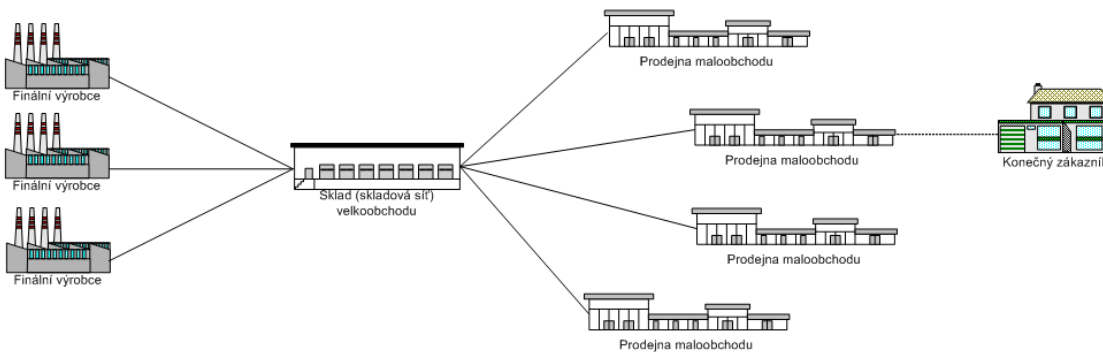 Finální výrobce
Finální výrobce
Finální výrobce
Sklad (skladová síť)
velkoobchodu
Prodejna maloobchodu
Prodejna maloobchodu
Prodejna maloobchodu
Prodejna maloobchodu
Konečný zákazník